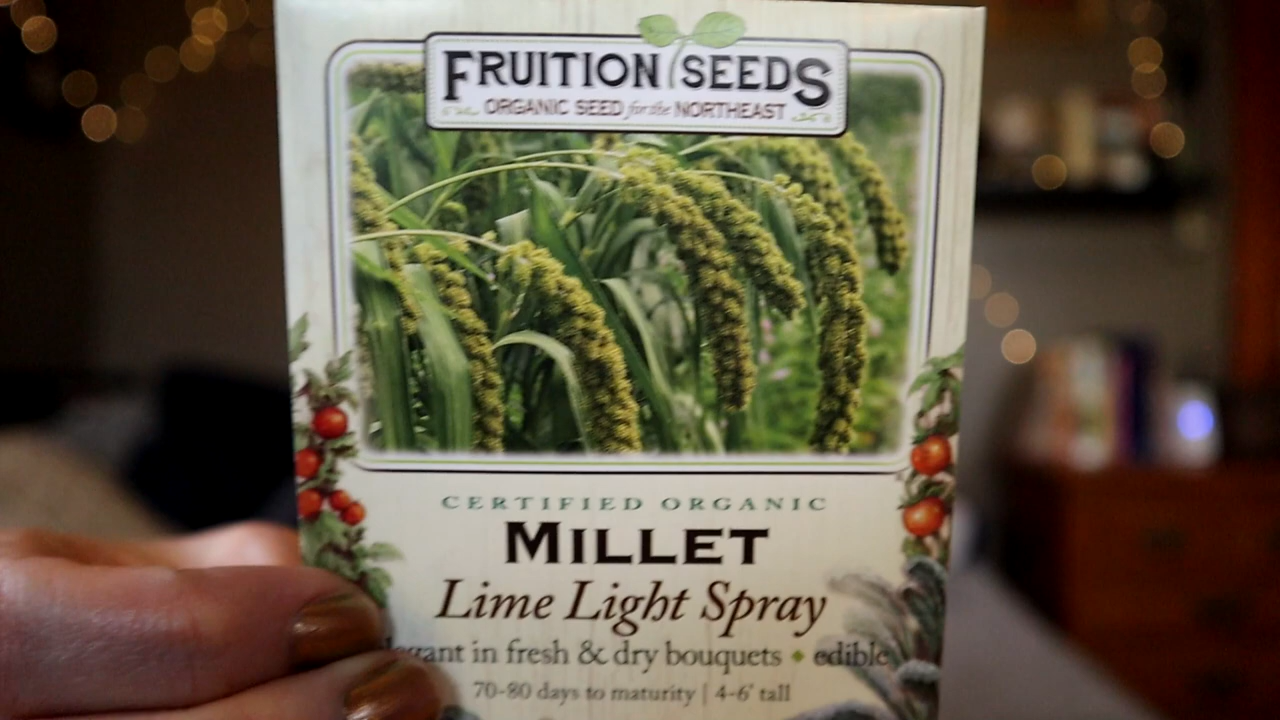 FRUITION SEEDS
ORGANIC SEED for the NORTHEAST
CERTIFIED ORGANIC
MILLET
Lime Light Spray
in fresh & dry bouquets • edible
70-80 days to maturity | 4-6' tall